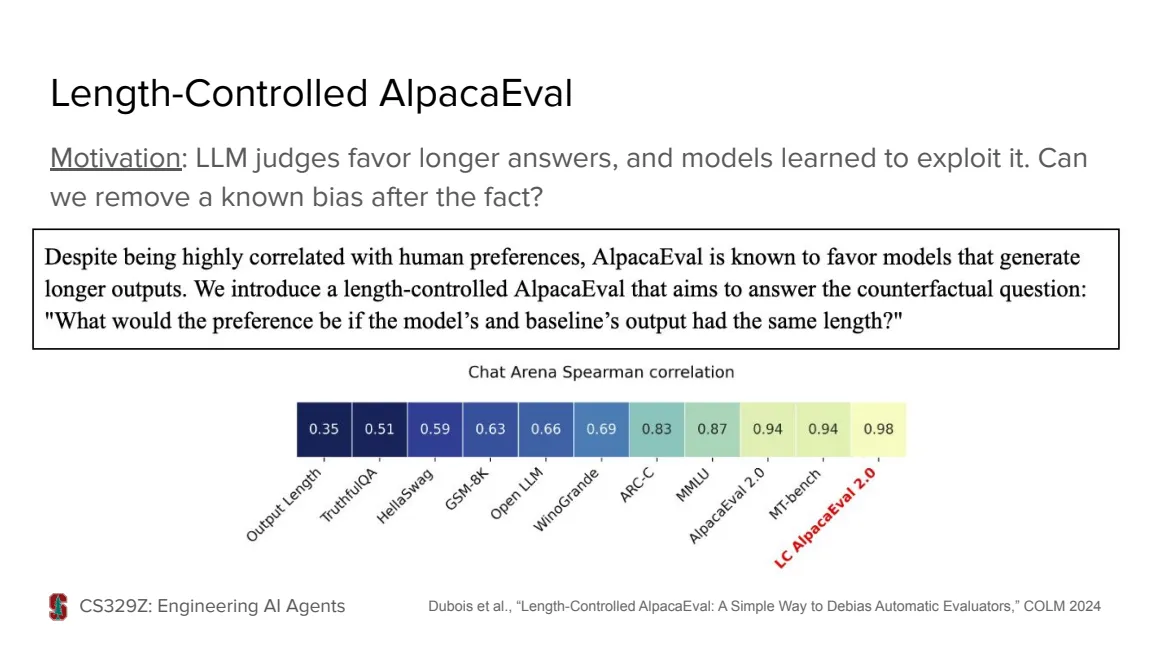 Length-Controlled AlpacaEval
Motivation: LLM judges favor longer answers, and models learned to exploit it. Can
we remove a known bias after the fact?
Despite being highly correlated with human preferences, AlpacaEval is known to favor models that generate
longer outputs. We introduce a length-controlled AlpacaEval that aims to answer the counterfactual question:
"What would the preference be if the model's and baseline's output had the same length?"
Chat Arena Spearman correlation
0.35 0.51 0.59 0.63 0.66 0.69 0.83 0.87 0.94 0.94 0.98
Output Length
TruthfulQA
HellaSwag
GSM-8K
Open LLM
WinoGrande
ARC-C
MMLU
AlpacaEval 2.0
MT-bench
LC AlpacaEval 2.0
S CS329Z: Engineering AI Agents
Dubois et al., “Length-Controlled AlpacaEval: A Simple Way to Debias Automatic Evaluators,” COLM 2024